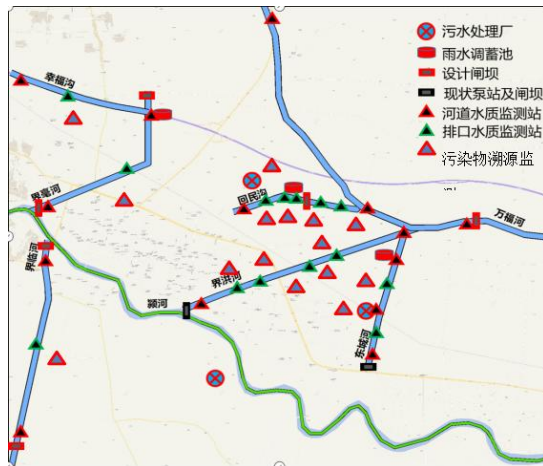 污水处理厂
雨水调蓄池
设计闸坝
现状泵站及闸坝
河道水质监测站
排口水质监测站
污染物溯源监
幸福沟
界亳河
回民沟
万福河
界临河
界洪河
颍河
东城河